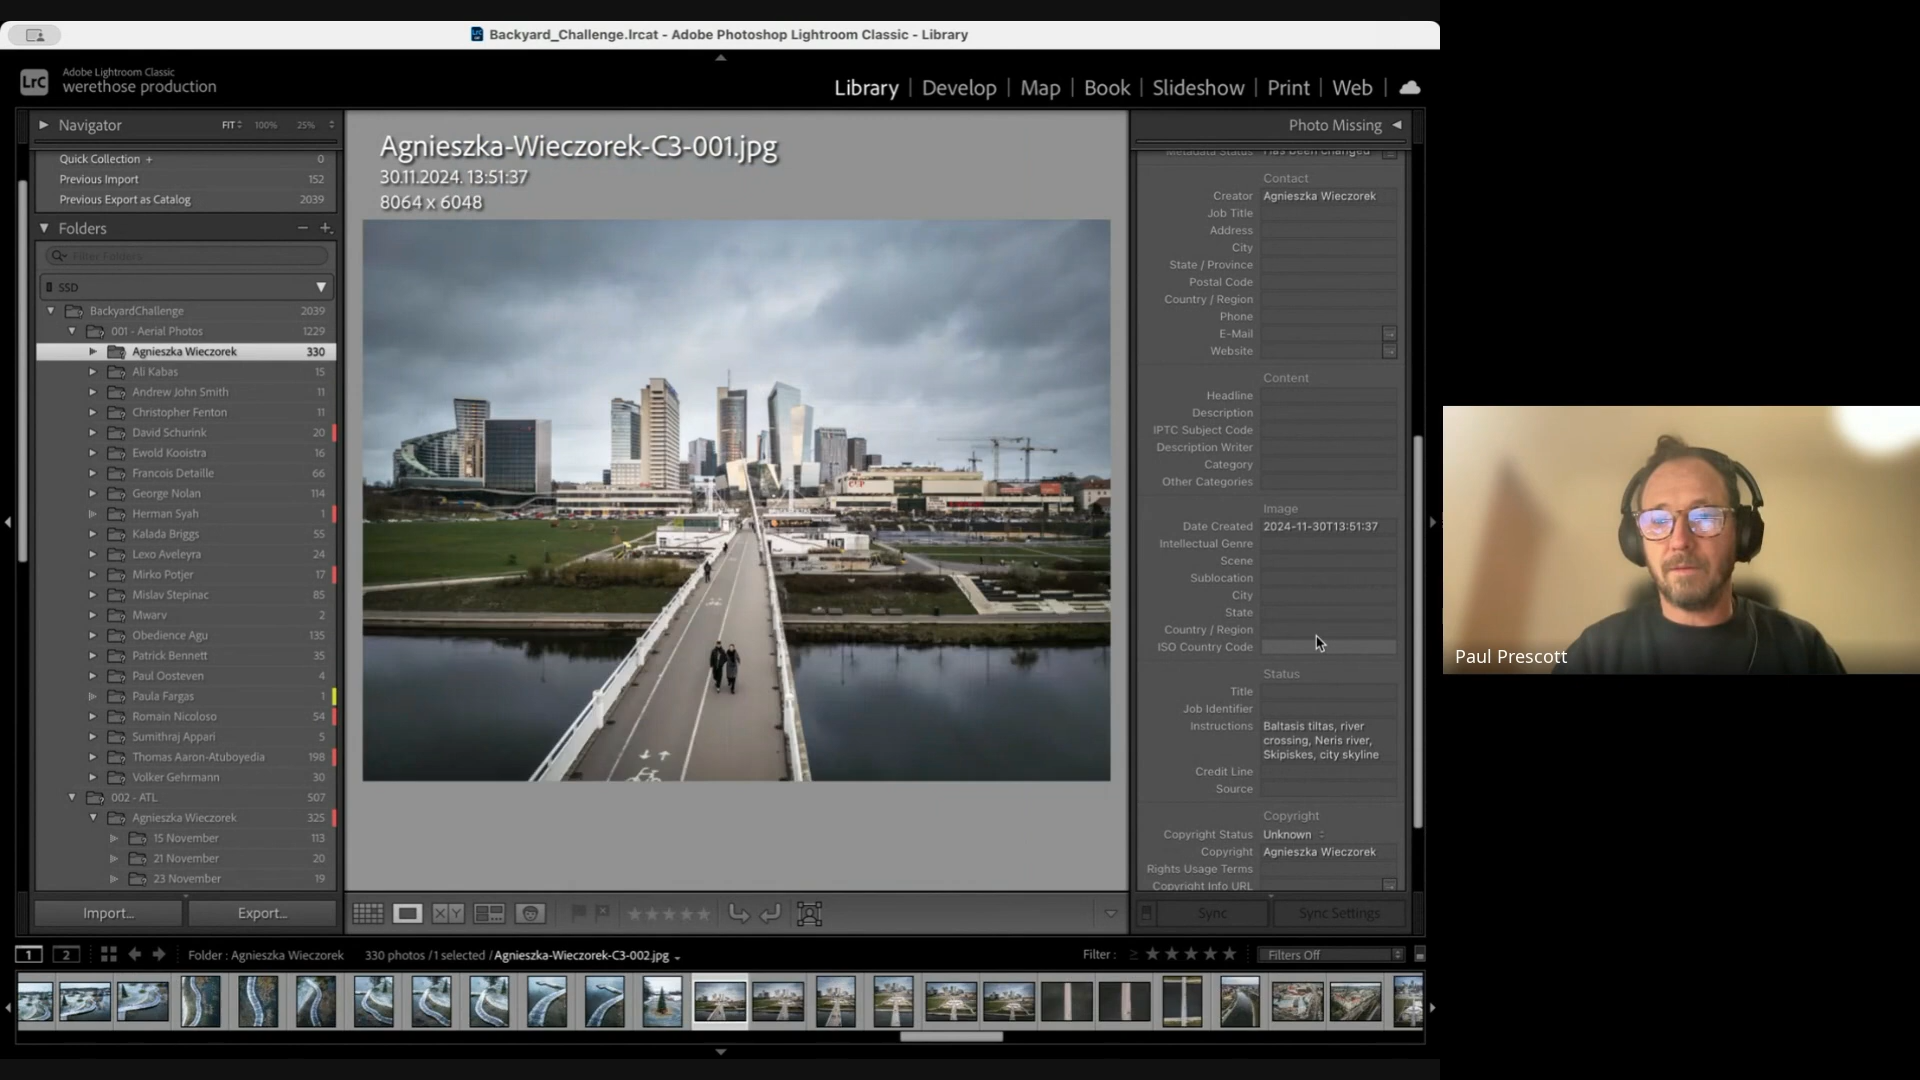 Backyard_Challenge.lrcat - Adobe Photoshop Lightroom Classic - Library
LrC
Adobe Lightroom Classic
werethose production
Library | Develop | Map | Book | Slideshow | Print | Web
Navigator FIT 100% 25%
Quick Collection + 0
Previous Import 152
Previous Export as Catalog 2039
Folders
Filter Folders
SSD
BackyardChallenge 2039
001 - Aerial Photos 1229
Agnieszka Wieczorek 330
Ali Kabas 15
Andrew John Smith 11
Christopher Fenton 11
David Schurink 20
Ewold Kooistra 16
Francois Detaille 66
George Nolan 114
Herman Syah 1
Kalada Briggs 55
Lexo Aveleyra 24
Mirko Potjer 17
Mislav Stepinac 85
Mwarv 2
Obedience Agu 135
Patrick Bennett 35
Paul Oosteven 4
Paula Fargas 1
Romain Nicoloso 54
Sumithraj Appari 5
Thomas Aaron-Atuboyedia 198
Volker Gehrmann 30
002 - ATL 507
Agnieszka Wieczorek 325
15 November 113
21 November 20
23 November 19
Import... Export...
Agnieszka-Wieczorek-C3-001.jpg
30.11.2024. 13:51:37
8064 x 6048
Photo Missing
Metadata Status Has been changed
Contact
Creator Agnieszka Wieczorek
Job Title
Address
City
State / Province
Postal Code
Country / Region
Phone
E-Mail
Website
Content
Headline
Description
IPTC Subject Code
Description Writer
Category
Other Categories
Image
Date Created 2024-11-30T13:51:37
Intellectual Genre
Scene
Sublocation
City
State
Country / Region
ISO Country Code
Status
Title
Job Identifier
Instructions Baltasis tiltas, river
crossing, Neris river,
Skipiskes, city skyline
Credit Line
Source
Copyright
Copyright Status Unknown
Copyright Agnieszka Wieczorek
Rights Usage Terms
Copyright Info URL
Sync Sync Settings
X Y
1 2 Folder : Agnieszka Wieczorek 330 photos / 1 selected / Agnieszka-Wieczorek-C3-002.jpg Filter : Filters Off
Paul Prescott